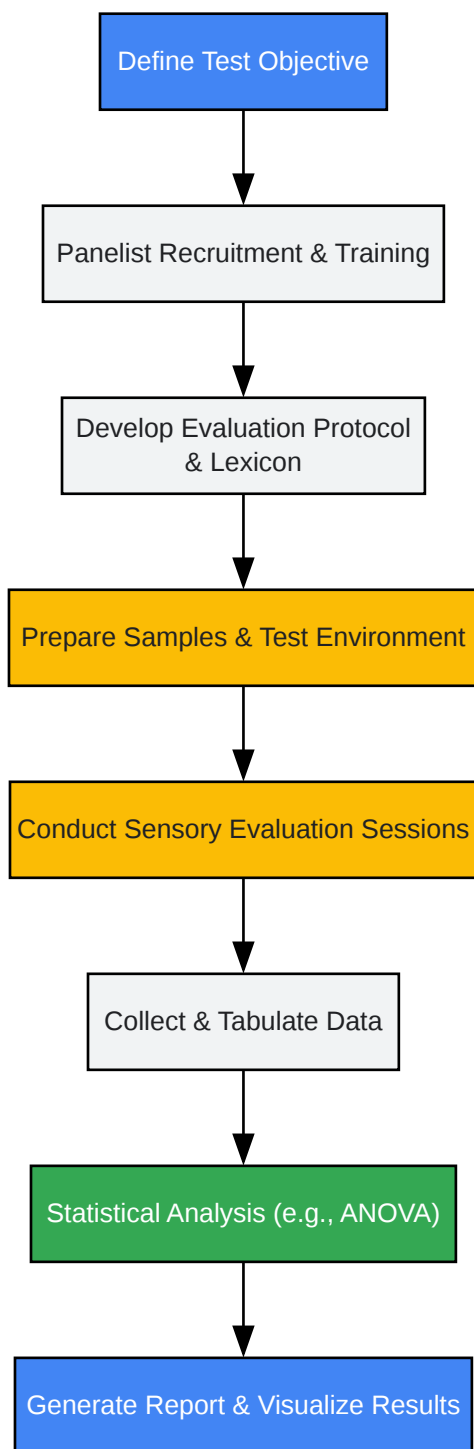 Define Test Objective
Panelist Recruitment & Training
Develop Evaluation Protocol
& Lexicon
Prepare Samples & Test Environment
Conduct Sensory Evaluation Sessions
Collect & Tabulate Data
Statistical Analysis (e.g., ANOVA)
Generate Report & Visualize Results